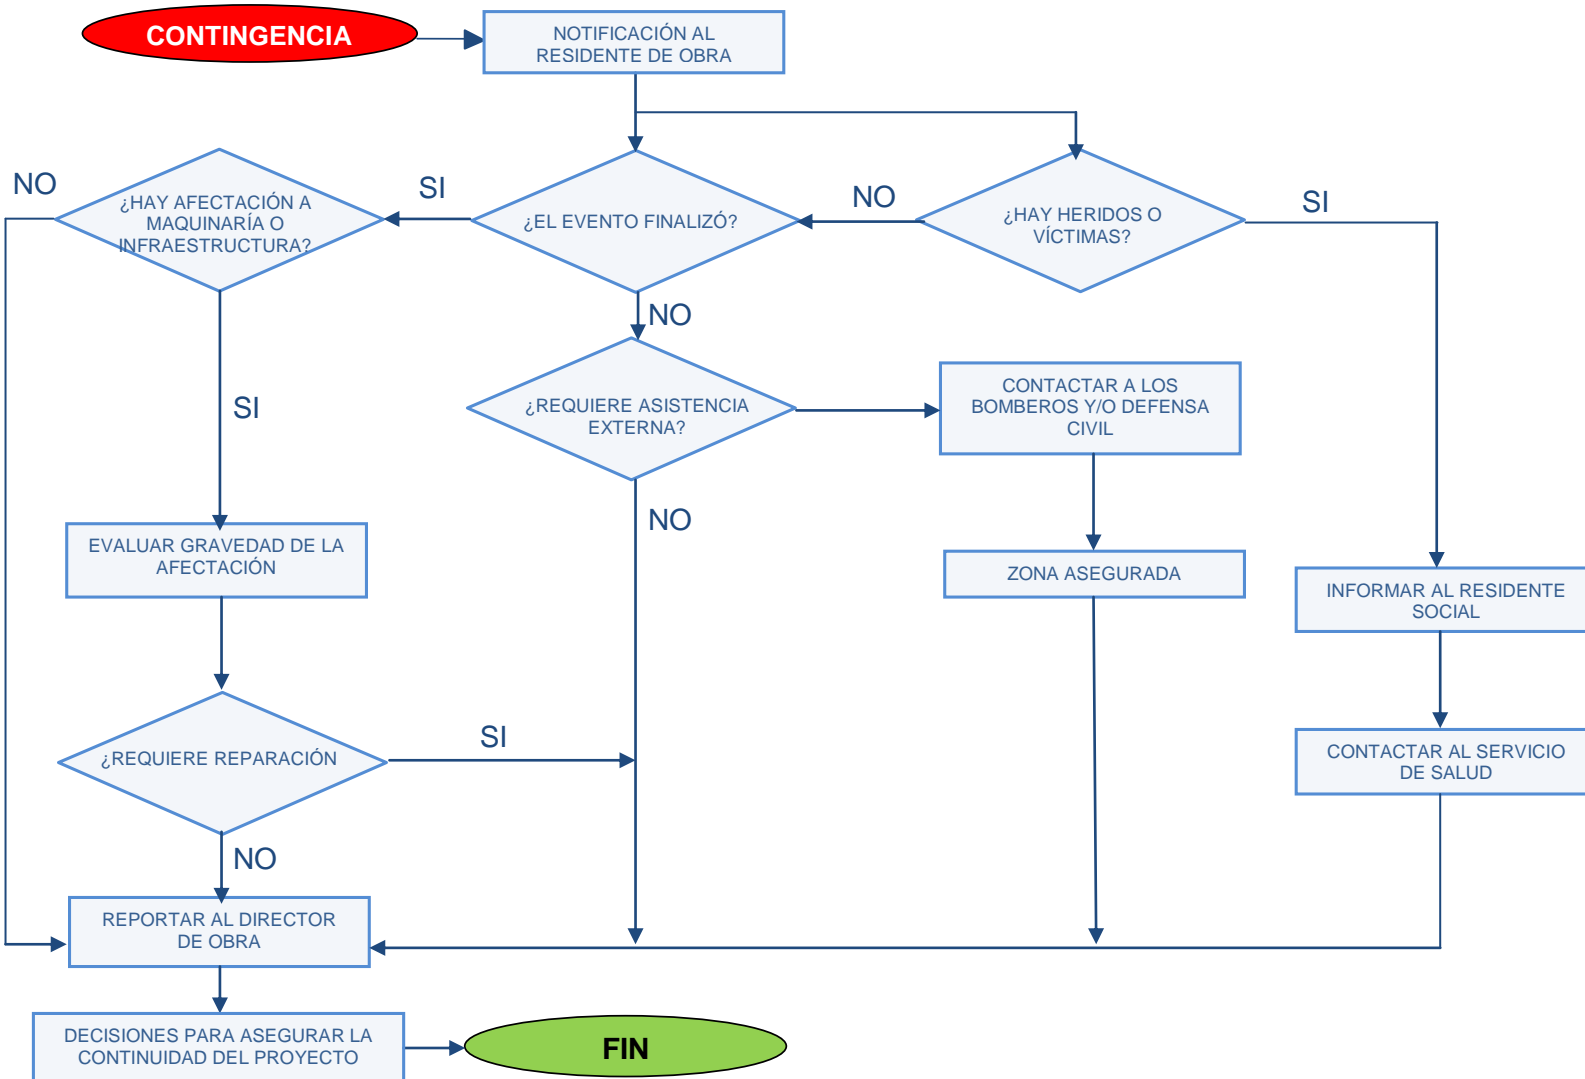 CONTINGENCIA
NOTIFICACIÓN AL
RESIDENTE DE OBRA
NO
¿HAY AFECTACIÓN A
MAQUINARÍA O
INFRAESTRUCTURA?
SI
¿EL EVENTO FINALIZÓ?
NO
¿HAY HERIDOS O
VÍCTIMAS?
SI
NO
SI
¿REQUIERE ASISTENCIA
EXTERNA?
CONTACTAR A LOS
BOMBEROS Y/O DEFENSA
CIVIL
NO
EVALUAR GRAVEDAD DE LA
AFECTACIÓN
ZONA ASEGURADA
INFORMAR AL RESIDENTE
SOCIAL
¿REQUIERE REPARACIÓN
SI
CONTACTAR AL SERVICIO
DE SALUD
NO
REPORTAR AL DIRECTOR
DE OBRA
DECISIONES PARA ASEGURAR LA
CONTINUIDAD DEL PROYECTO
FIN